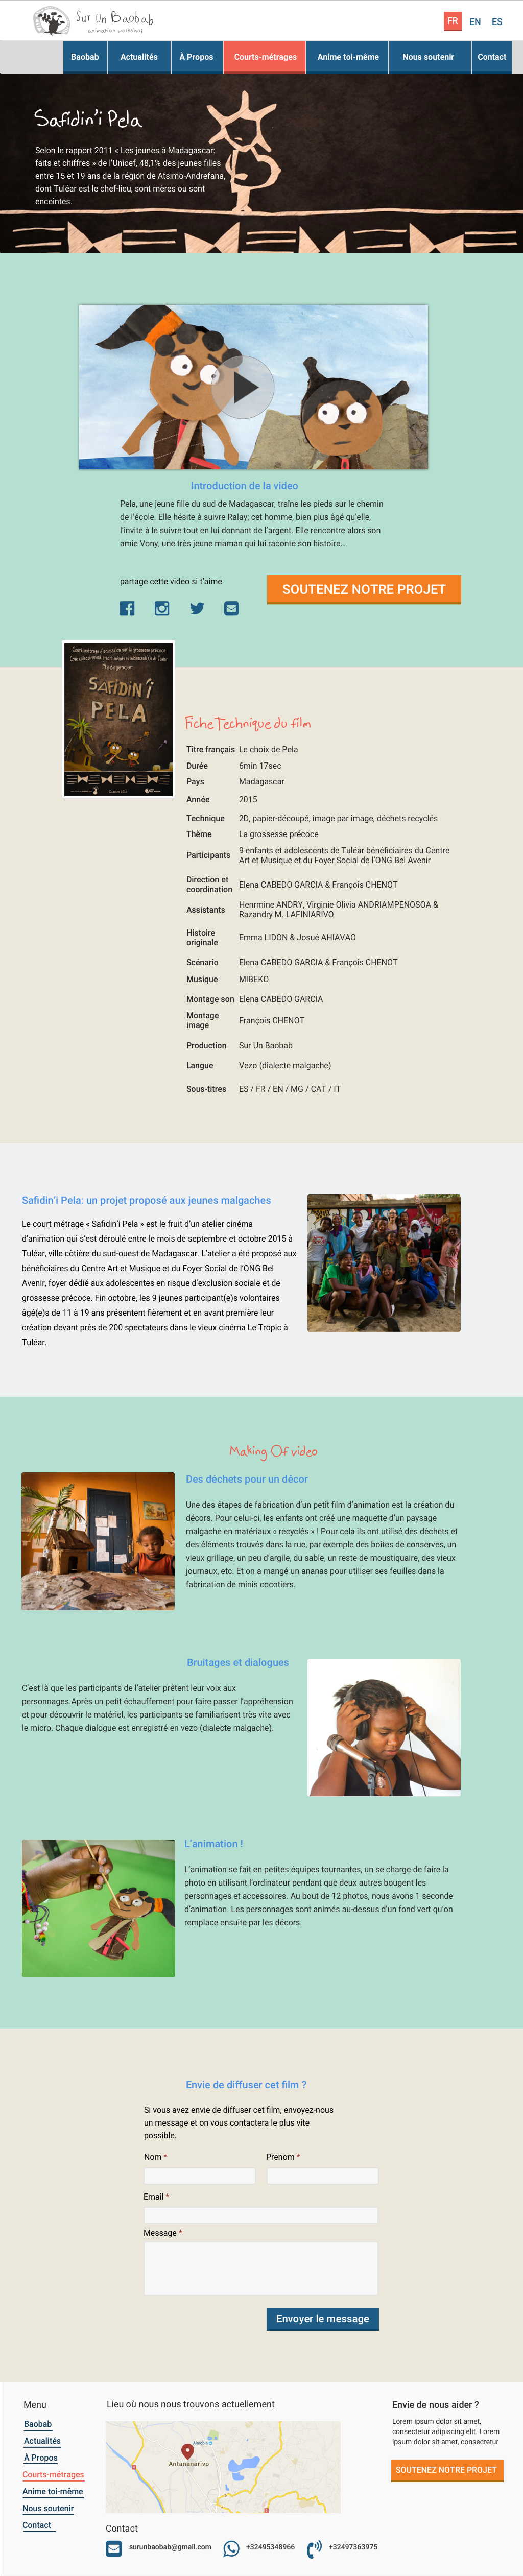 Sur Un Baobab
animation workshop
FR EN ES
Baobab Actualités À Propos Courts-métrages Anime toi-même Nous soutenir Contact
Safidin'i Pela
Selon le rapport 2011 « Les jeunes à Madagascar:
faits et chiffres » de l'Unicef, 48,1% des jeunes filles
entre 15 et 19 ans de la région de Atsimo-Andrefana,
dont Tuléar est le chef-lieu, sont mères ou sont
enceintes.
Introduction de la video
Pela, une jeune fille du sud de Madagascar, traîne les pieds sur le chemin
de l'école. Elle hésite à suivre Ralay; cet homme, bien plus âgé qu'elle,
l'invite à le suivre tout en lui donnant de l'argent. Elle rencontre alors son
amie Vony, une très jeune maman qui lui raconte son histoire...
partage cette video si t'aime
SOUTENEZ NOTRE PROJET
Court métrage d'animation sur la grossesse précoce
Madagascar
SAFIDIN'I
PELA
Fiche Technique du film
Titre français Le choix de Pela
Durée 6min 17sec
Pays Madagascar
Année 2015
Technique 2D, papier-découpé, image par image, déchets recyclés
Thème La grossesse précoce
Participants 9 enfants et adolescents de Tuléar bénéficiaires du Centre
Art et Musique et du Foyer Social de l'ONG Bel Avenir
Direction et
coordination Elena CABEDO GARCIA & François CHENOT
Assistants Henrmine ANDRY, Virginie Olivia ANDRIAMPENOSOA &
Razandry M. LAFINIARIVO
Histoire
originale Emma LIDON & Josué AHIAVAO
Scénario Elena CABEDO GARCIA & François CHENOT
Musique MIBEKO
Montage son Elena CABEDO GARCIA
Montage
image François CHENOT
Production Sur Un Baobab
Langue Vezo (dialecte malgache)
Sous-titres ES / FR / EN / MG / CAT / IT
Safidin'i Pela: un projet proposé aux jeunes malgaches
Le court métrage « Safidin'i Pela » est le fruit d'un atelier cinéma
d'animation qui s'est déroulé entre le mois de septembre et octobre 2015 à
Tuléar, ville côtière du sud-ouest de Madagascar. L'atelier a été proposé aux
bénéficiaires du Centre Art et Musique et du Foyer Social de l'ONG Bel
Avenir, foyer dédié aux adolescentes en risque d'exclusion sociale et de
grossesse précoce. Fin octobre, les 9 jeunes participant(e)s volontaires
âgé(e)s de 11 à 19 ans présentent fièrement et en avant première leur
création devant près de 200 spectateurs dans le vieux cinéma Le Tropic à
Tuléar.
Making Of video
Des déchets pour un décor
Une des étapes de fabrication d'un petit film d'animation est la création du
décors. Pour celui-ci, les enfants ont créé une maquette d'un paysage
malgache en matériaux « recyclés » ! Pour cela ils ont utilisé des déchets et
des éléments trouvés dans la rue, par exemple des boites de conserves, un
vieux grillage, un peu d'argile, du sable, un reste de moustiquaire, des vieux
journaux, etc. Et on a mangé un ananas pour utiliser ses feuilles dans la
fabrication de minis cocotiers.
Bruitages et dialogues
C'est là que les participants de l'atelier prêtent leur voix aux
personnages.Après un petit échauffement pour faire passer l'appréhension
et pour découvrir le matériel, les participants se familiarisent très vite avec
le micro. Chaque dialogue est enregistré en vezo (dialecte malgache).
L'animation !
L'animation se fait en petites équipes tournantes, un se charge de faire la
photo en utilisant l'ordinateur pendant que deux autres bougent les
personnages et accessoires. Au bout de 12 photos, nous avons 1 seconde
d'animation. Les personnages sont animés au-dessus d'un fond vert qu'on
remplace ensuite par les décors.
Envie de diffuser cet film ?
Si vous avez envie de diffuser cet film, envoyez-nous
un message et on vous contactera le plus vite
possible.
Nom * Prenom *
Email *
Message *
Envoyer le message
Menu
Baobab
Actualités
À Propos
Courts-métrages
Anime toi-même
Nous soutenir
Contact
Lieu où nous nous trouvons actuellement
Antananarivo
Contact
surunbaobab@gmail.com +32495348966 +32497363975
Envie de nous aider ?
Lorem ipsum dolor sit amet,
consectetur adipiscing elit. Lorem
ipsum dolor sit amet, consectetur
SOUTENEZ NOTRE PROJET